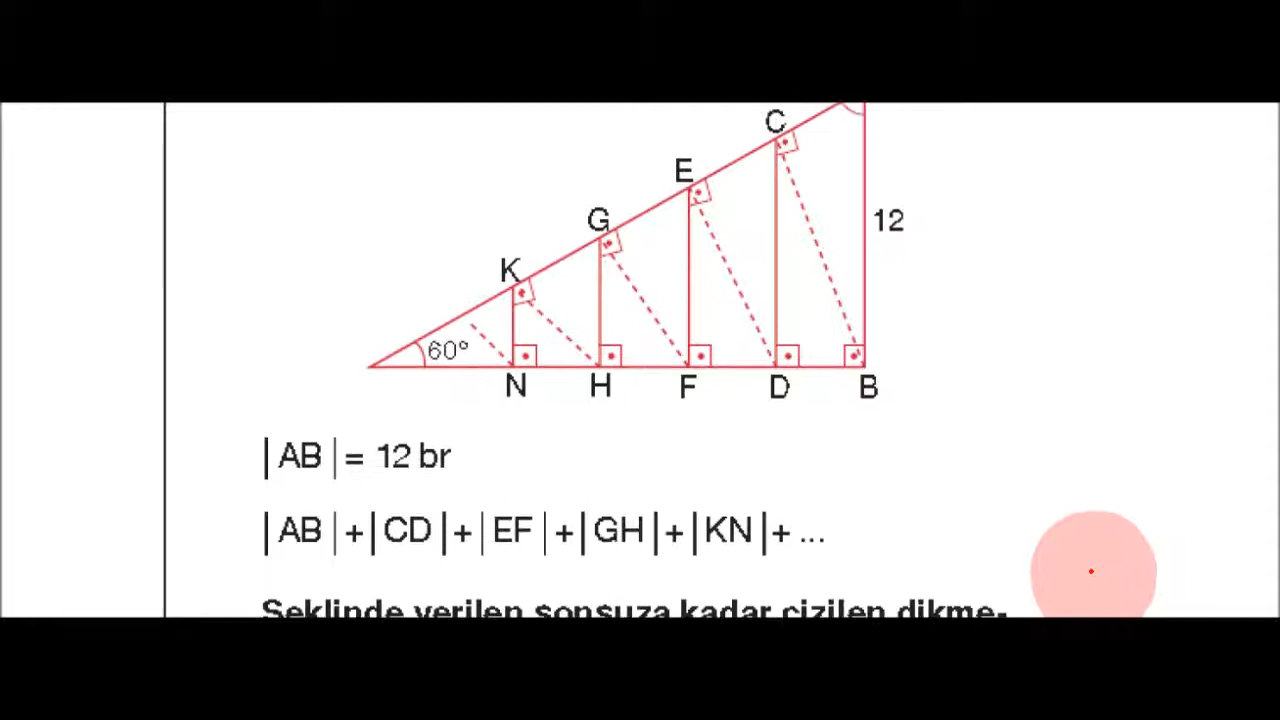 C
E
G
12
K
60°
N H F D B
|AB| = 12 br
|AB|+|CD|+|EF|+|GH|+|KN|+ ...
Şeklinde verilen sonsuza kadar çizilen dikme-